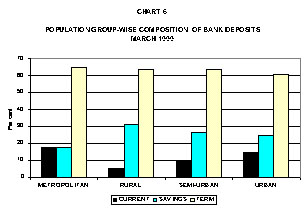 CHART 6
POPULATION GROUP-WISE COMPOSITION OF BANK DEPOSITS
MARCH 1999
70
60
50
40
30
20
10
0
Per cent
METROPOLITAN RURAL SEMI-URBAN URBAN
CURRENT SAVINGS TERM